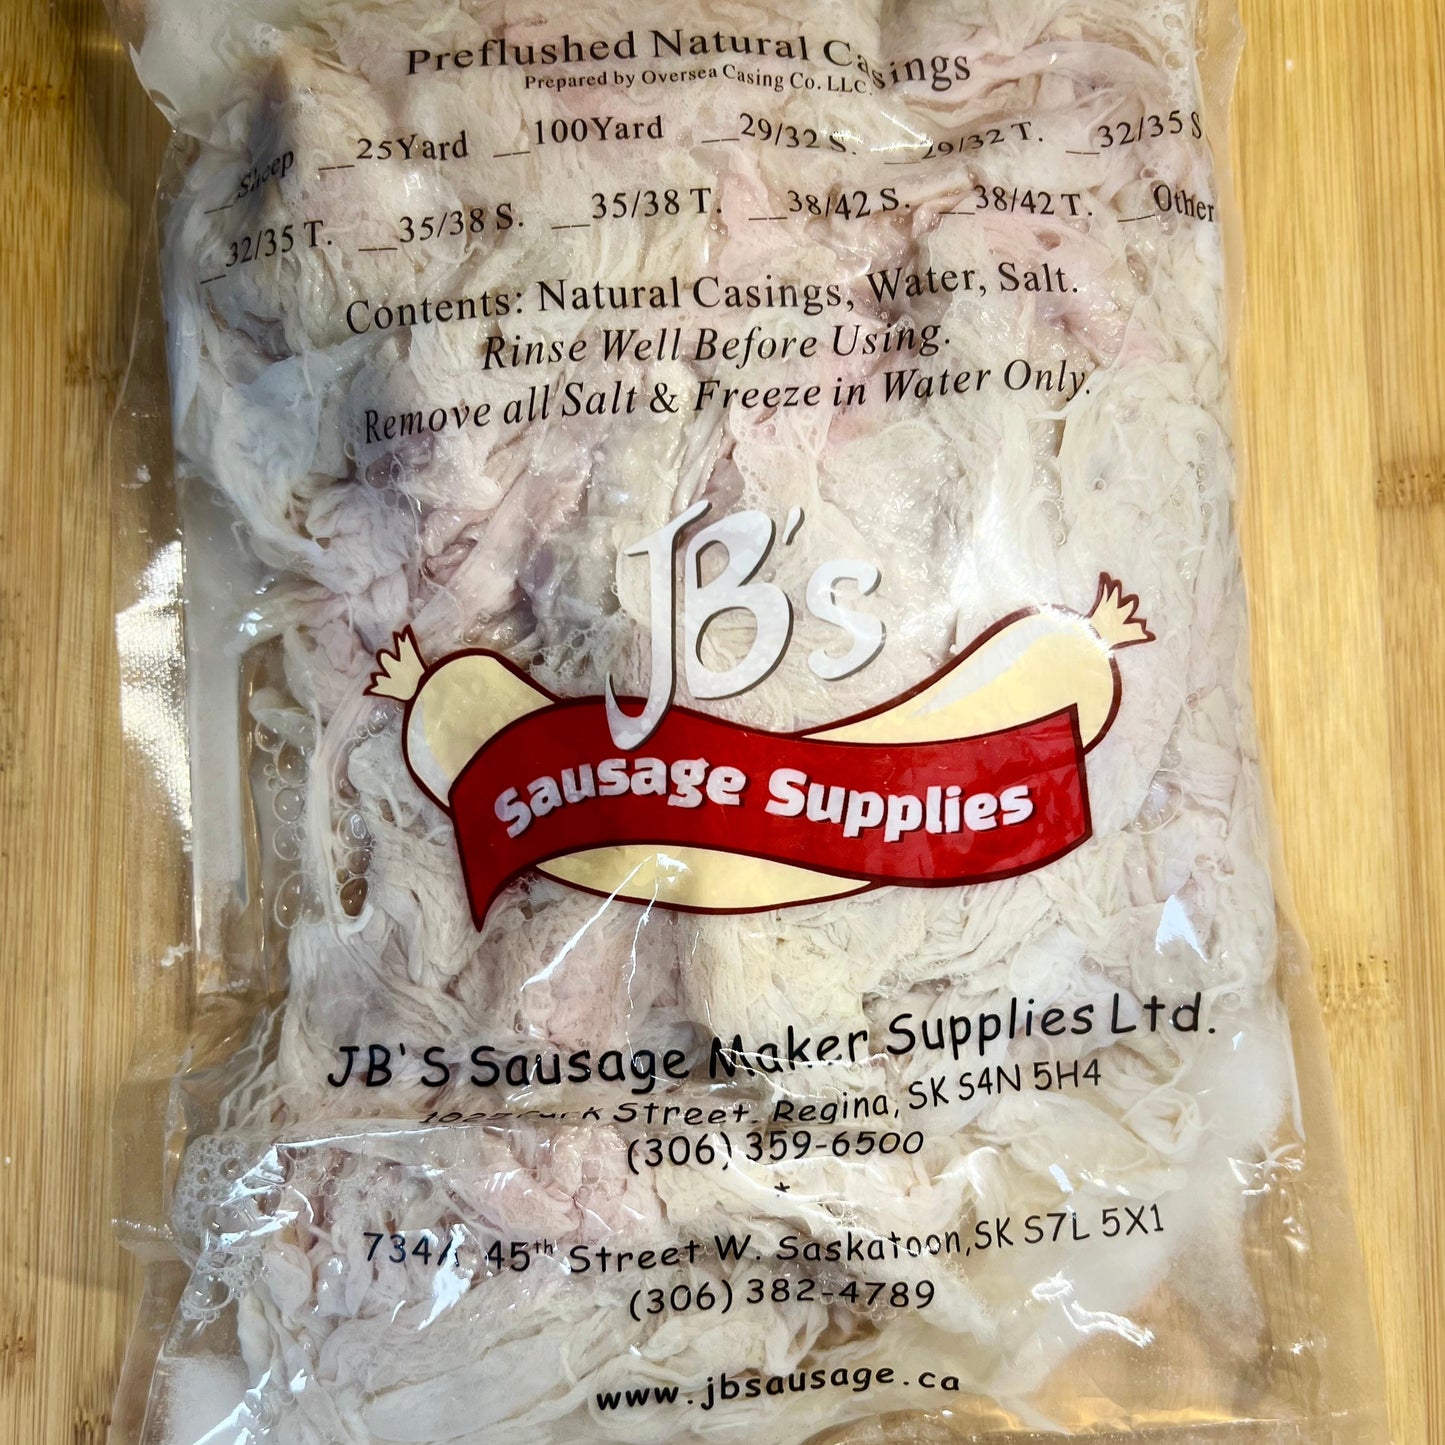 Preflushed Natural Casings
Prepared by Oversea Casing Co. LLC.
__Sheep __25Yard __100Yard __29/32 S. __29/32 T. __32/35 S
__32/35 T. __35/38 S. __35/38 T. __38/42 S. __38/42 T. __Other
Contents: Natural Casings, Water, Salt.
Rinse Well Before Using.
Remove all Salt & Freeze in Water Only.
JB's
Sausage Supplies
JB'S Sausage Maker Supplies Ltd.
Street. Regina, SK S4N 5H4
(306) 359-6500
*
734A 45th Street W. Saskatoon,SK S7L 5X1
(306) 382-4789
www.jbsausage.ca